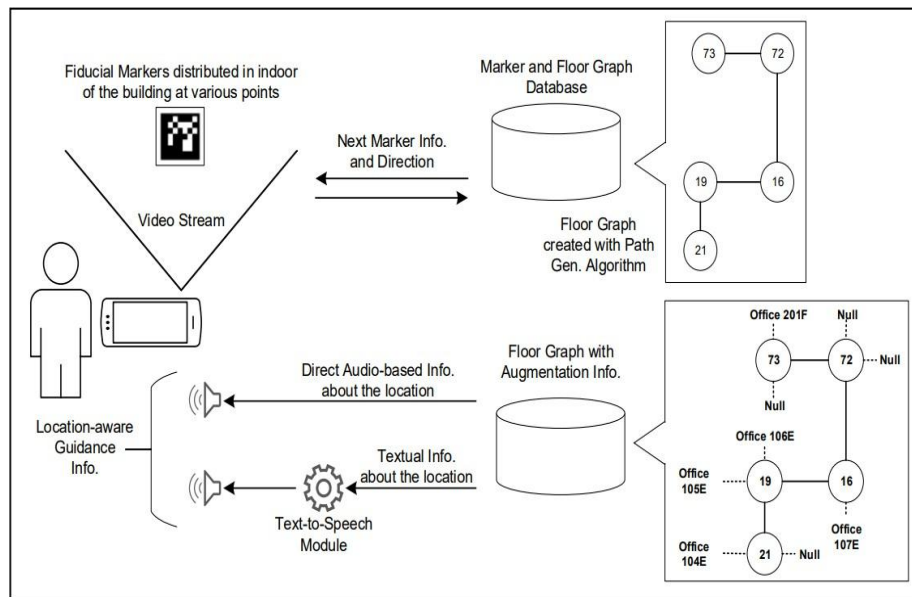 Fiducial Markers distributed in indoor
of the building at various points
Video Stream
Next Marker Info.
and Direction
Marker and Floor Graph
Database
Floor Graph
created with Path
Gen. Algorithm
73
72
19
16
21
Location-aware
Guidance
Info.
Direct Audio-based Info.
about the location
Textual Info.
about the location
Text-to-Speech
Module
Floor Graph with
Augmentation Info.
Office 201F
Null
73
72
Null
Null
Office 106E
Office
105E
19
16
Office
107E
Office
104E
21
Null